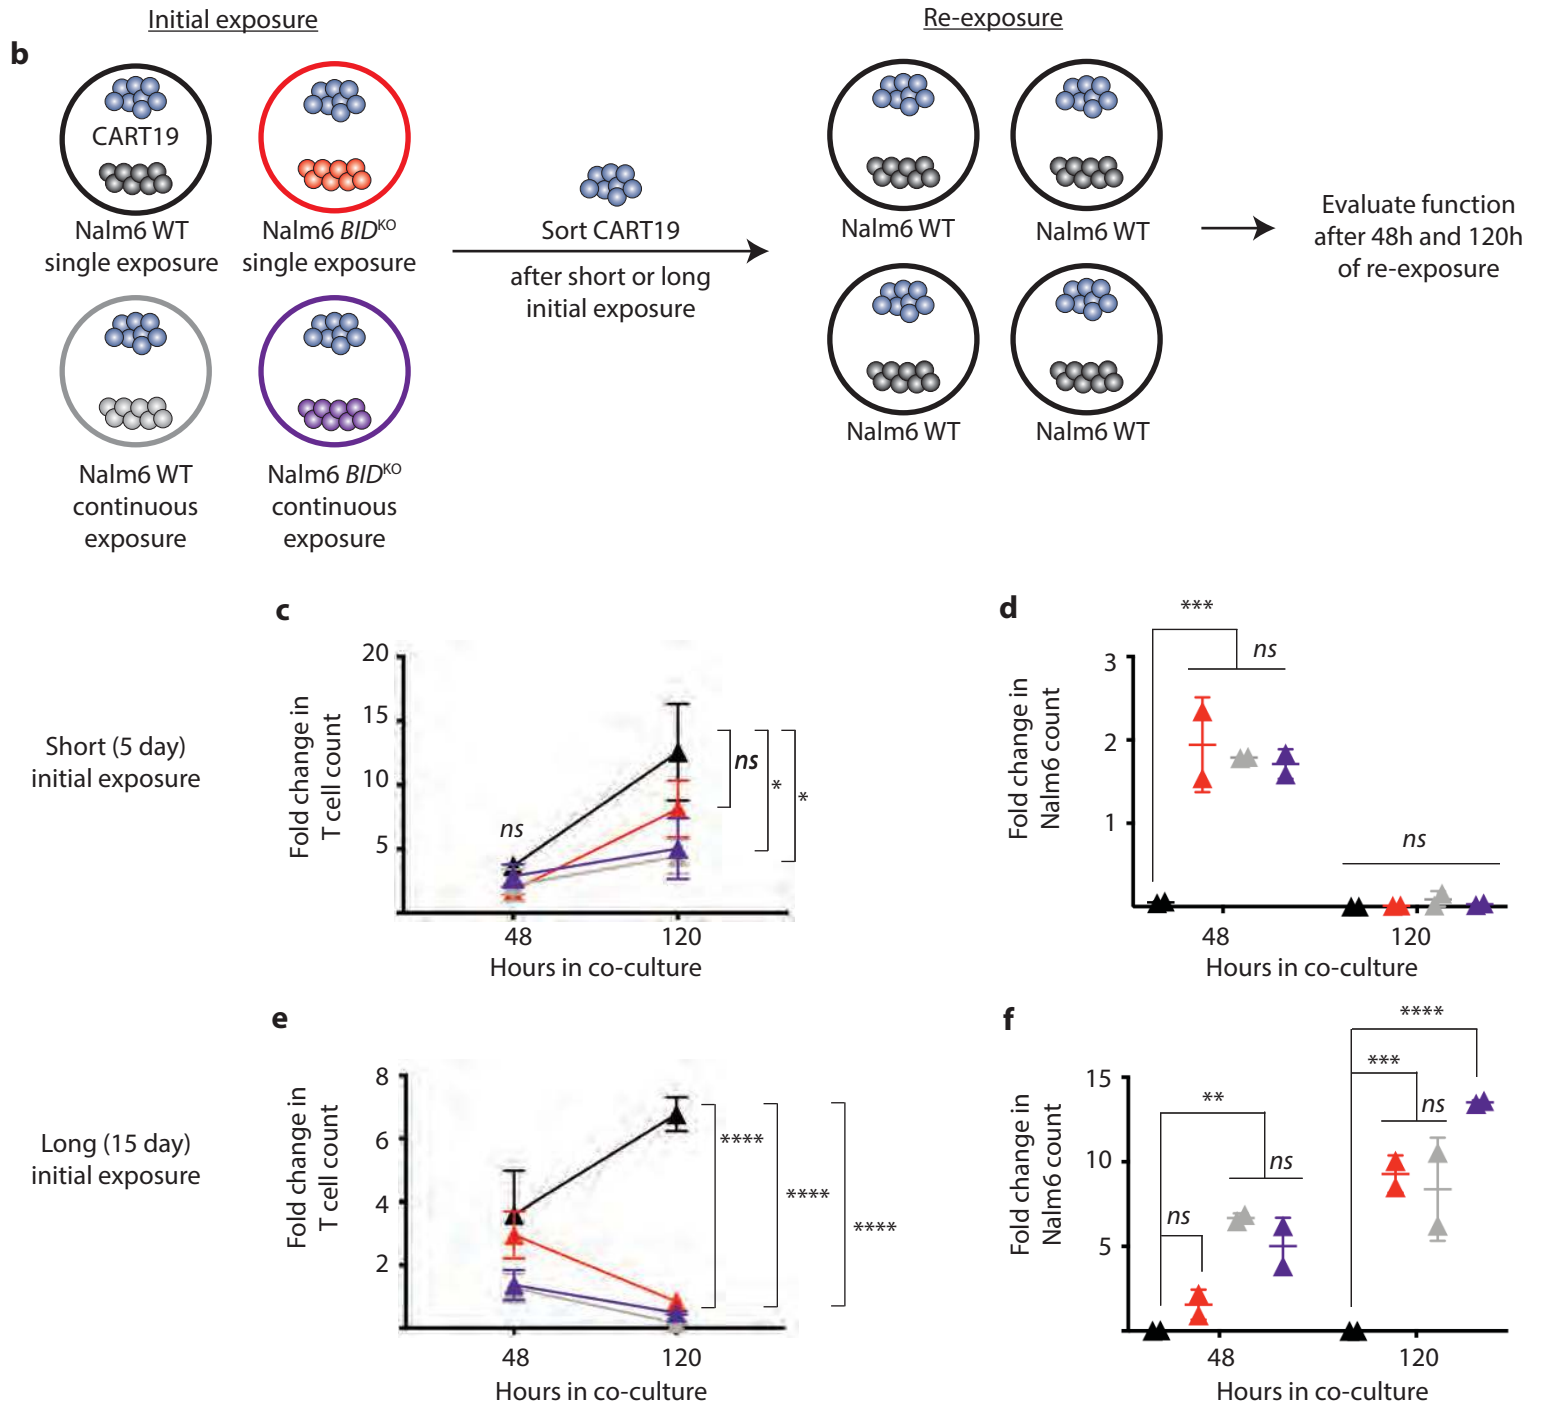 Initial exposure
Re-exposure
b
CART19
Nalm6 WT
single exposure
Nalm6 BIDKO
single exposure
Nalm6 WT
continuous
exposure
Nalm6 BIDKO
continuous
exposure
Sort CART19
after short or long
initial exposure
Nalm6 WT
Nalm6 WT
Nalm6 WT
Nalm6 WT
Evaluate function
after 48h and 120h
of re-exposure
Short (5 day)
initial exposure
c
Fold change in
T cell count
20
15
10
5
ns
ns
*
*
48
120
Hours in co-culture
d
Fold change in
Nalm6 count
3
2
1
***
ns
ns
48
120
Hours in co-culture
Long (15 day)
initial exposure
e
Fold change in
T cell count
8
6
4
2
****
****
****
48
120
Hours in co-culture
f
Fold change in
Nalm6 count
15
10
5
ns
**
ns
***
ns
****
48
120
Hours in co-culture